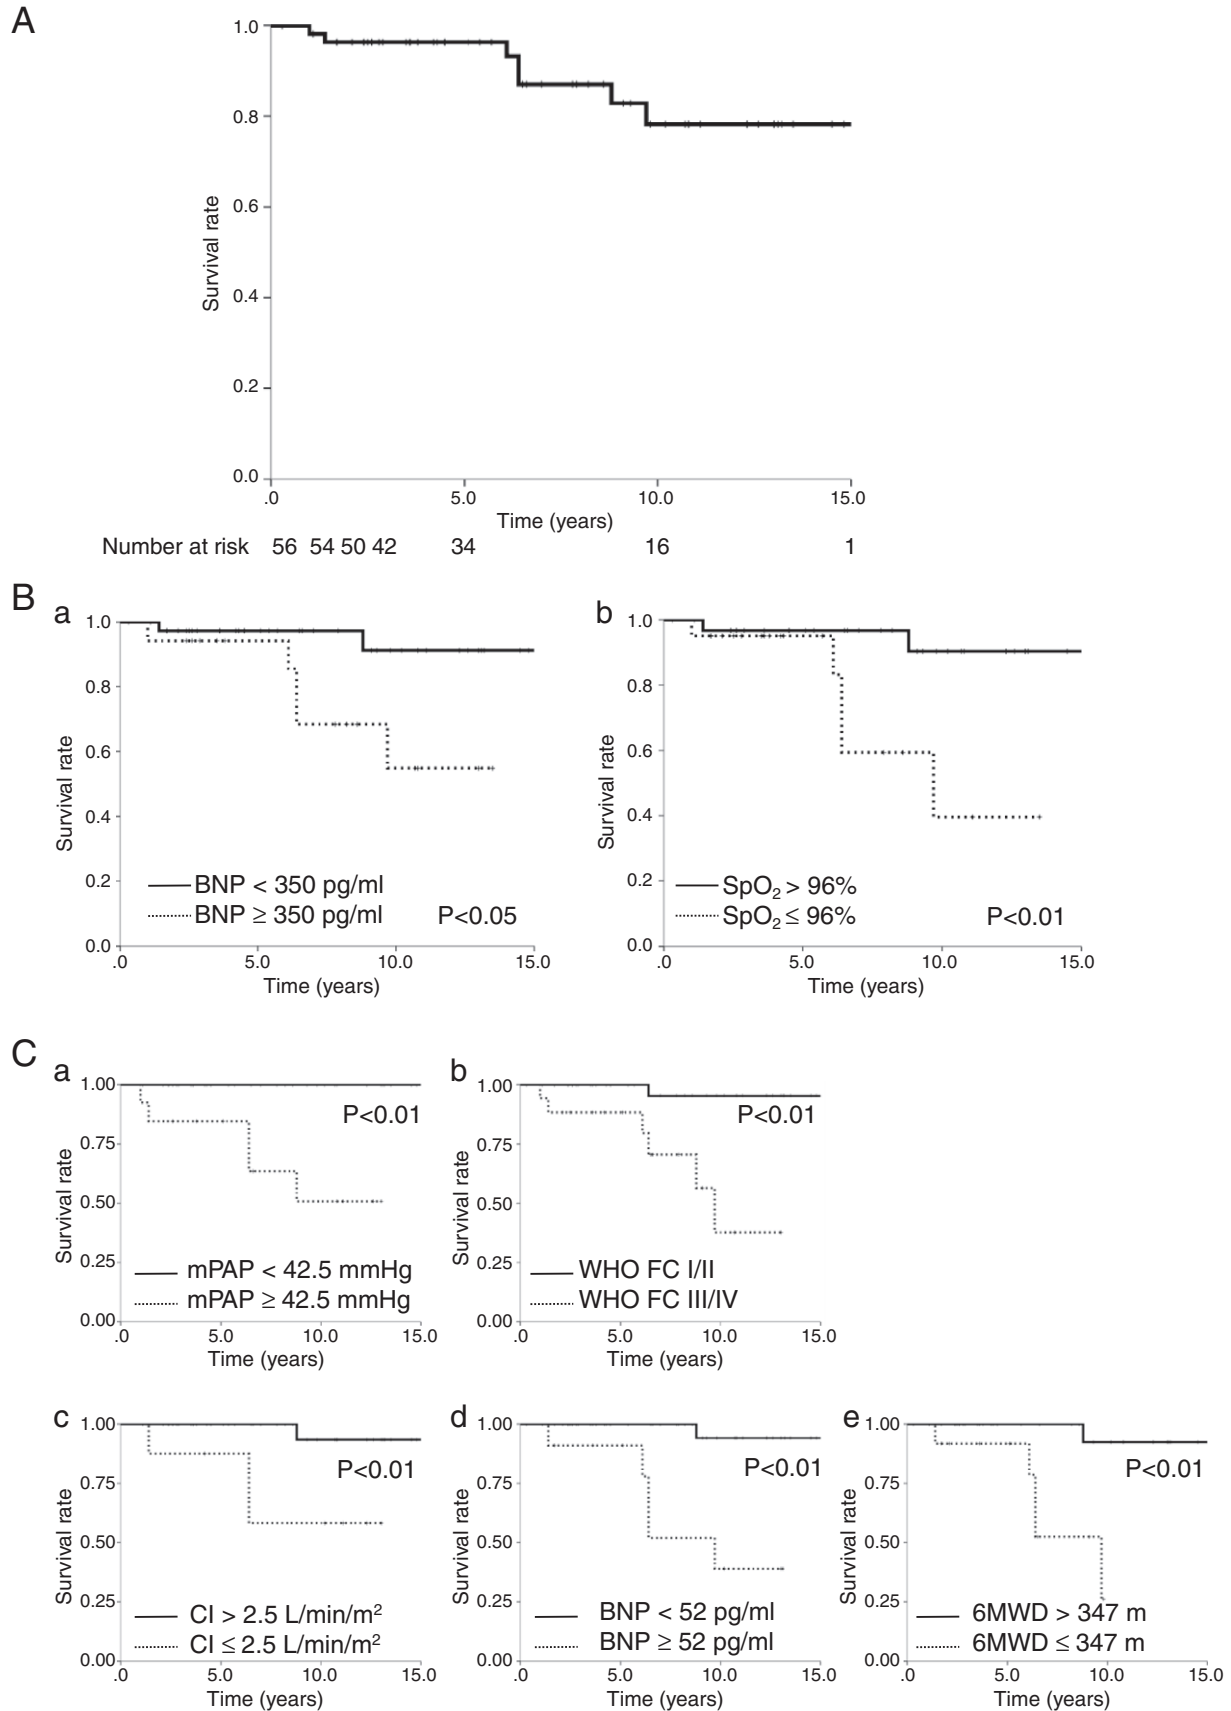 A
1.0
0.8
0.6
0.4
0.2
0.0
Survival rate
.0 5.0 10.0 15.0
Time (years)
Number at risk 56 54 50 42 34 16 1
B
a
1.0
0.8
0.6
0.4
0.2
0.0
Survival rate
BNP < 350 pg/ml
BNP ≥ 350 pg/ml
P<0.05
.0 5.0 10.0 15.0
Time (years)
b
1.0
0.8
0.6
0.4
0.2
0.0
Survival rate
SpO₂ > 96%
SpO₂ ≤ 96%
P<0.01
.0 5.0 10.0 15.0
Time (years)
C
a
1.00
0.75
0.50
0.25
0.00
Survival rate
P<0.01
mPAP < 42.5 mmHg
mPAP ≥ 42.5 mmHg
.0 5.0 10.0 15.0
Time (years)
b
1.00
0.75
0.50
0.25
0.00
Survival rate
P<0.01
WHO FC I/II
WHO FC III/IV
.0 5.0 10.0 15.0
Time (years)
c
1.00
0.75
0.50
0.25
0.00
Survival rate
P<0.01
CI > 2.5 L/min/m²
CI ≤ 2.5 L/min/m²
.0 5.0 10.0 15.0
Time (years)
d
1.00
0.75
0.50
0.25
0.00
Survival rate
P<0.01
BNP < 52 pg/ml
BNP ≥ 52 pg/ml
.0 5.0 10.0 15.0
Time (years)
e
1.00
0.75
0.50
0.25
0.00
Survival rate
P<0.01
6MWD > 347 m
6MWD ≤ 347 m
.0 5.0 10.0 15.0
Time (years)